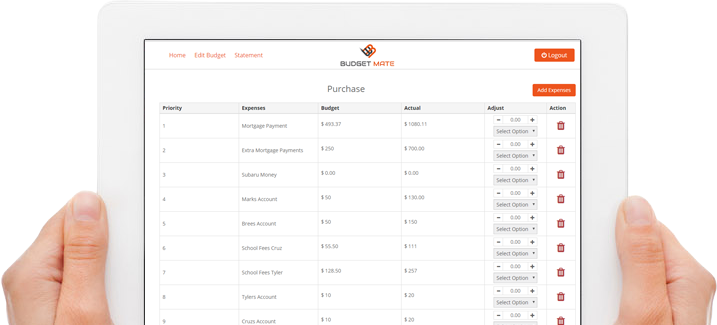 Home Edit Budget Statement BUDGET MATE Logout
Purchase Add Expenses
Priority Expenses Budget Actual Adjust Action
1 Mortgage Payment $ 493.37 $ 1080.11 - 0.00 +
Select Option
2 Extra Mortgage Payments $ 250 $ 700.00 - 0.00 +
Select Option
3 Subaru Money $ 0.00 $ 0.00 - 0.00 +
Select Option
4 Marks Account $ 50 $ 130.00 - 0.00 +
Select Option
5 Brees Account $ 50 $ 150 - 0.00 +
Select Option
6 School Fees Cruz $ 55.50 $ 111 - 0.00 +
Select Option
7 School Fees Tyler $ 128.50 $ 257 - 0.00 +
Select Option
8 Tylers Account $ 10 $ 20 - 0.00 +
Select Option
9 Cruzs Account $ 10 $ 20 - 0.00 +